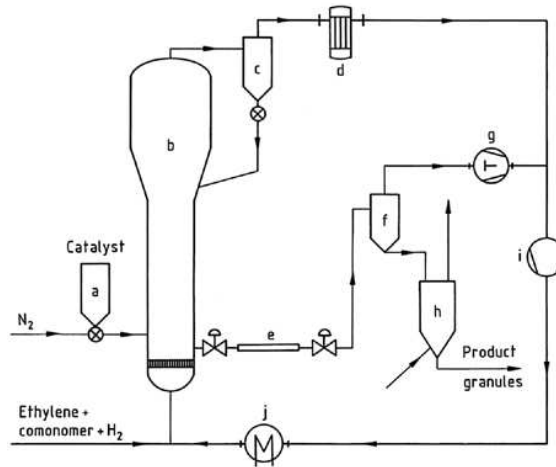 b
c
d
g
T
f
i
Catalyst
a
N₂
e
h
Product
granules
Ethylene+
comonomer+H₂
j
M